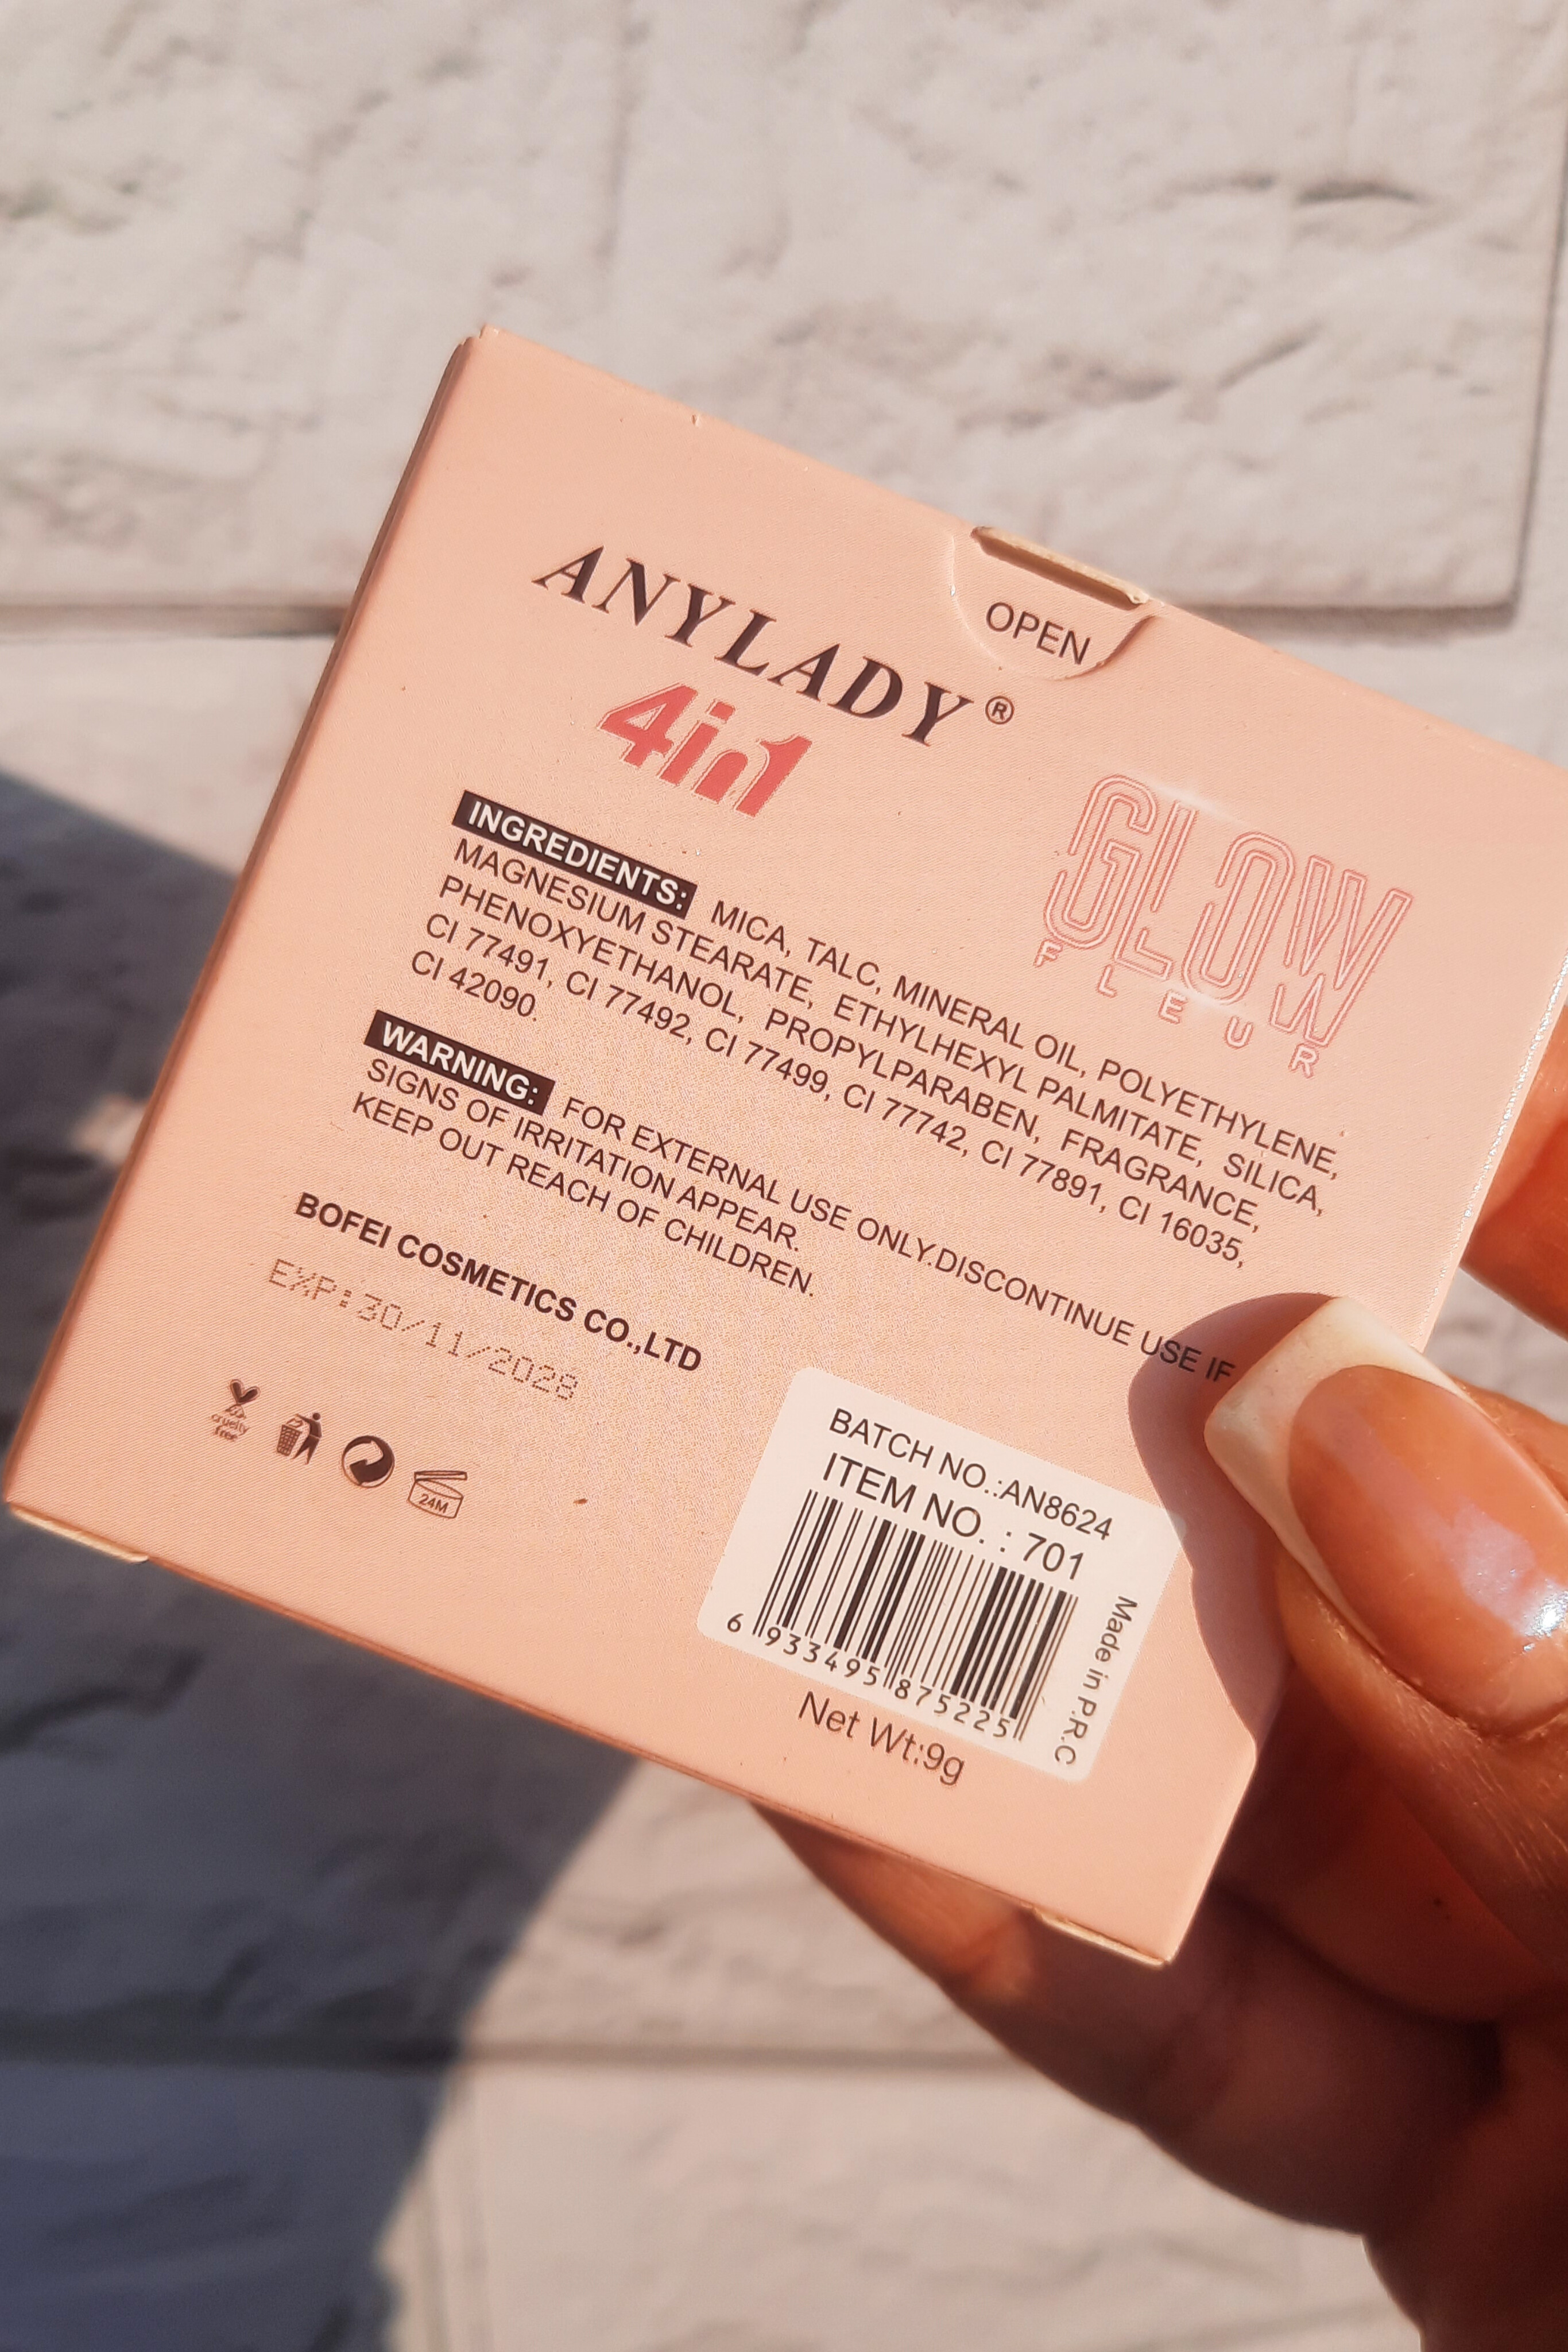 OPEN
ANYLADY®
4in1
GLOW
FLEUR
INGREDIENTS: MICA, TALC, MINERAL OIL, POLYETHYLENE,
MAGNESIUM STEARATE, ETHYLHEXYL PALMITATE, SILICA,
PHENOXYETHANOL, PROPYLPARABEN, FRAGRANCE,
CI 77491, CI 77492, CI 77499, CI 77742, CI 77891, CI 16035,
CI 42090.
WARNING: FOR EXTERNAL USE ONLY.DISCONTINUE USE IF
SIGNS OF IRRITATION APPEAR.
KEEP OUT REACH OF CHILDREN.
BOFEI COSMETICS CO.,LTD
EXP:30/11/2028
cruelty
free
24M
BATCH NO.:AN8624
ITEM NO. : 701
6 933495 875225
Made in P.R.C
Net Wt:9g